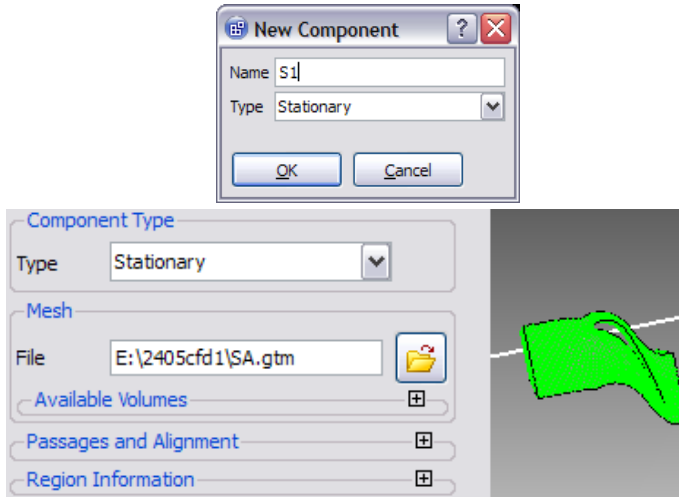 New Component
Name S1
Type Stationary
OK Cancel
Component Type
Type Stationary
Mesh
File E:\2405cfd1\SA.gtm
Available Volumes
Passages and Alignment
Region Information